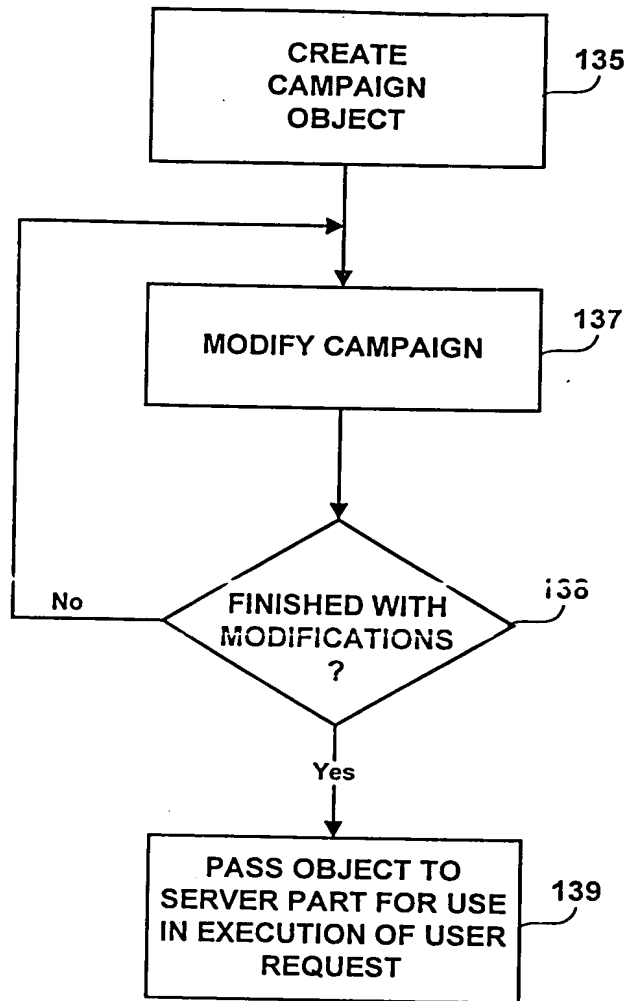 CREATE
CAMPAIGN
OBJECT
135
MODIFY CAMPAIGN
137
No
FINISHED WITH
MODIFICATIONS
?
138
Yes
PASS OBJECT TO
SERVER PART FOR USE
IN EXECUTION OF USER
REQUEST
139